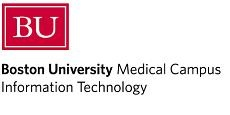 BU
Boston University Medical Campus
Information Technology